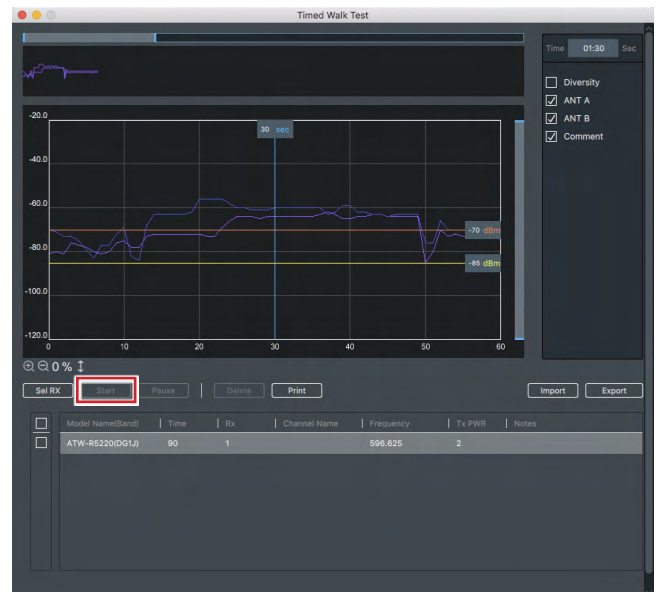 Timed Walk Test
Time 01:30 Sec
Diversity
ANT A
ANT B
Comment
-20.0
30 sec
-40.0
-60.0
-70 dBm
-80.0
-85 dBm
-100.0
-120.0
0 10 20 30 40 50 60
0 %
Sel RX Start Pause Delete Print Import Export
Model Name(Band) Time Rx Channel Name Frequency Tx PWR Notes
ATW-R5220(DG1J) 90 1 596.625 2